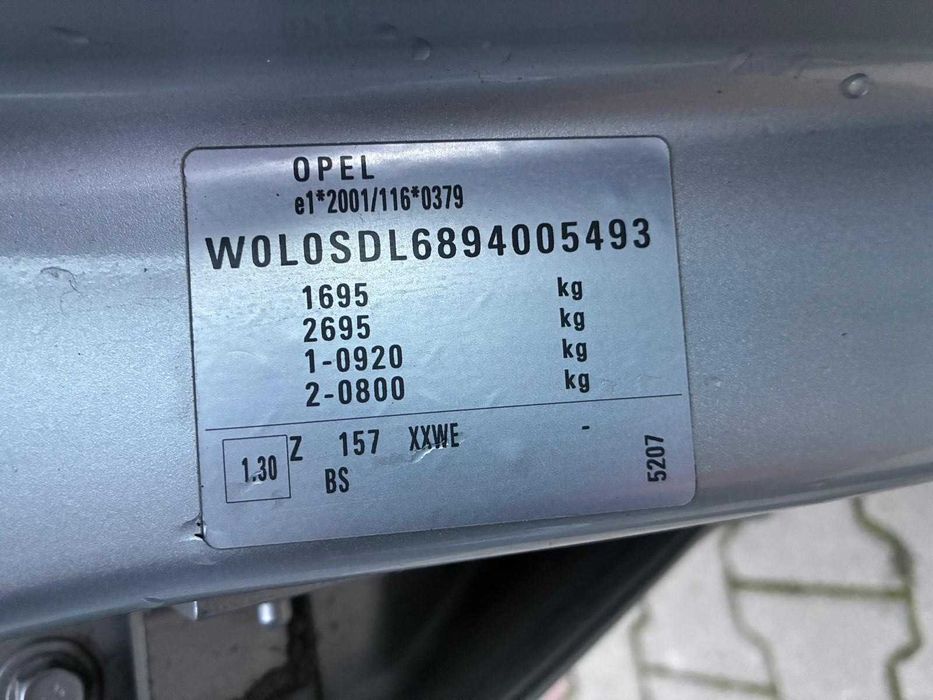 OPEL
e1*2001/116*0379
W0L0SDL6894005493
1695 kg
2695 kg
1-0920 kg
2-0800 kg
1.30 Z 157 XXWE -
BS
5207